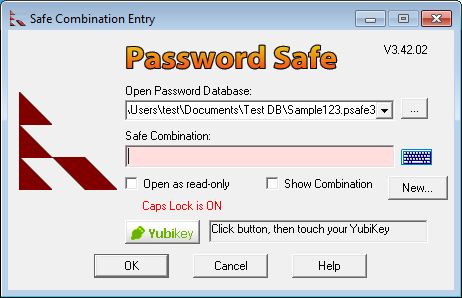 Safe Combination Entry
Password Safe
V3.42.02
Open Password Database:
\Users\test\Documents\Test DB\Sample123.psafe3
...
Safe Combination:
Open as read-only
Show Combination
New...
Caps Lock is ON
Yubikey
Click button, then touch your YubiKey
OK
Cancel
Help